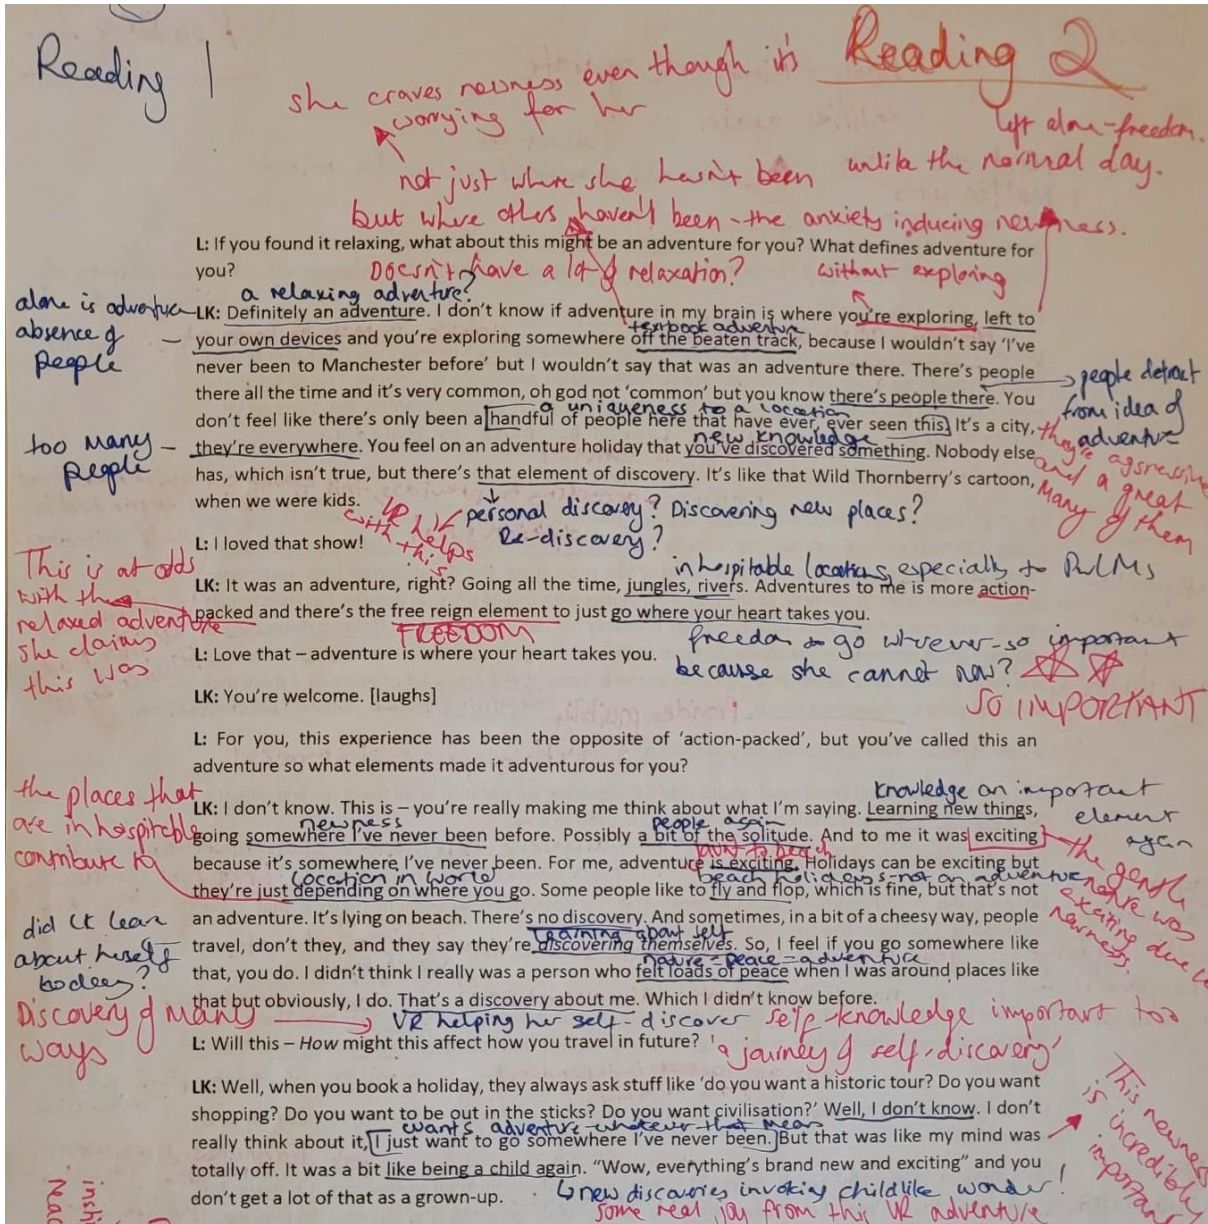 Reading 1
Reading 2
she craves newness even though it's
worrying for her
left alone - freedom.
unlike the normal day.
not just where she hasn't been
but where others haven't been - the anxiety inducing newness.
L: If you found it relaxing, what about this might be an adventure for you? What defines adventure for
you?
Doesn't have a lot of relaxation?
without exploring
a relaxing adventure?
alone is adventure
absence of
people
LK: Definitely an adventure. I don't know if adventure in my brain is where you're exploring, left to
textbook adventure
your own devices and you're exploring somewhere off the beaten track, because I wouldn't say 'I've
never been to Manchester before' but I wouldn't say that was an adventure there. There's people
people detract
from idea of
adventure
there all the time and it's very common, oh god not 'common' but you know there's people there. You
a uniqueness to a location
don't feel like there's only been a handful of people here that have ever, ever seen this. It's a city,
they're aggressive
and a great
many of them
too many
people
new knowledge
they're everywhere. You feel on an adventure holiday that you've discovered something. Nobody else
has, which isn't true, but there's that element of discovery. It's like that Wild Thornberry's cartoon,
when we were kids.
VR helps
with this
personal discovery? Discovering new places?
Re-discovery?
L: I loved that show!
inhospitable locations, especially to PwLMs
This is at odds
with the
relaxed adventure
she claims
this was
LK: It was an adventure, right? Going all the time, jungles, rivers. Adventures to me is more action-
packed and there's the free reign element to just go where your heart takes you.
FREEDOM
freedom to go wherever - so important
because she cannot now?
SO IMPORTANT
L: Love that – adventure is where your heart takes you.
LK: You're welcome. [laughs]
L: For you, this experience has been the opposite of 'action-packed', but you've called this an
adventure so what elements made it adventurous for you?
the places that
are inhospitable
contribute to
knowledge an important
element
again
LK: I don't know. This is – you're really making me think about what I'm saying. Learning new things,
newness
people again
going somewhere I've never been before. Possibly a bit of the solitude. And to me it was exciting
the gentle
nature was
exciting due to
newness.
because it's somewhere I've never been. For me, adventure is exciting. Holidays can be exciting but
location in world
beach holidays - not an adventure
they're just depending on where you go. Some people like to fly and flop, which is fine, but that's not
an adventure. It's lying on beach. There's no discovery. And sometimes, in a bit of a cheesy way, people
learning about self
did LK learn
about herself
today?
travel, don't they, and they say they're discovering themselves. So, I feel if you go somewhere like
nature - peace = adventure
that, you do. I didn't think I really was a person who felt loads of peace when I was around places like
that but obviously, I do. That's a discovery about me. Which I didn't know before.
Discovery of many
ways
VR helping her self-discover
self-knowledge important too
'a journey of self-discovery'
L: Will this – How might this affect how you travel in future?
LK: Well, when you book a holiday, they always ask stuff like 'do you want a historic tour? Do you want
shopping? Do you want to be out in the sticks? Do you want civilisation?' Well, I don't know. I don't
wants adventure - whatever that means
really think about it, I just want to go somewhere I've never been. But that was like my mind was
This newness
is incredibly
important
totally off. It was a bit like being a child again. "Wow, everything's brand new and exciting" and you
don't get a lot of that as a grown-up.
new discoveries invoking childlike wonder!
some real joy from this VR adventure